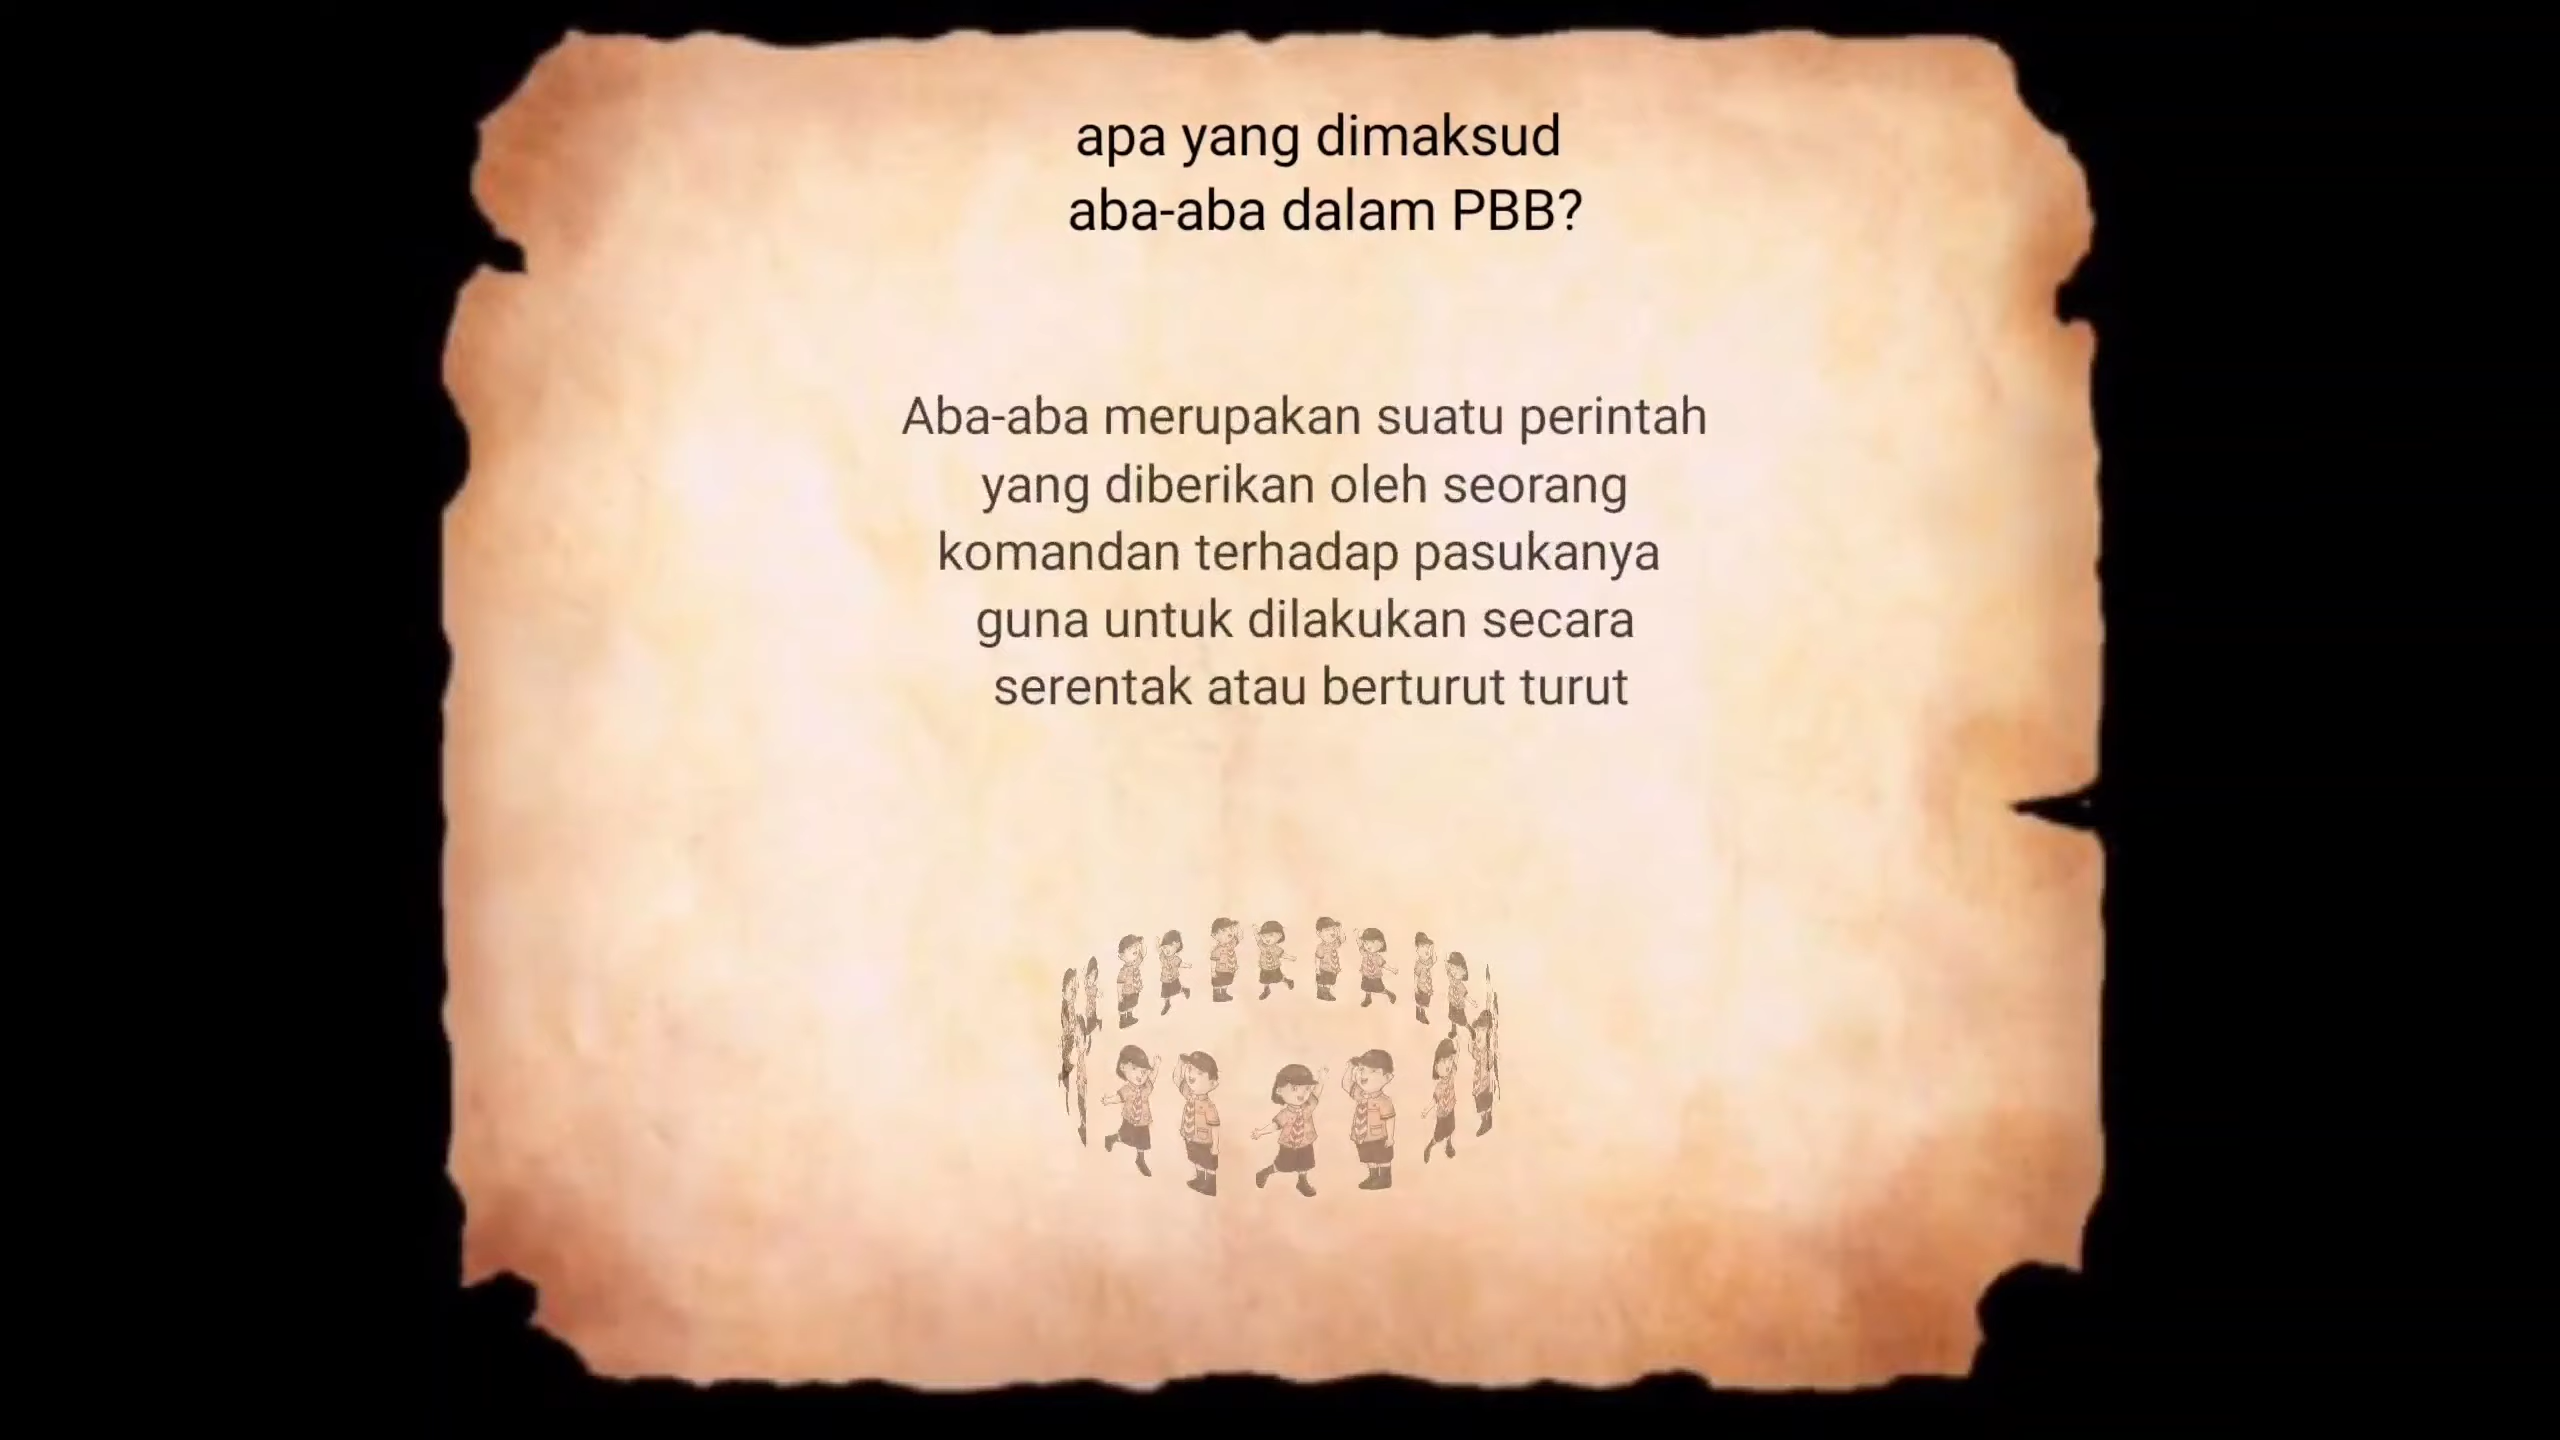 apa yang dimaksud
aba-aba dalam PBB?
Aba-aba merupakan suatu perintah
yang diberikan oleh seorang
komandan terhadap pasukanya
guna untuk dilakukan secara
serentak atau berturut turut